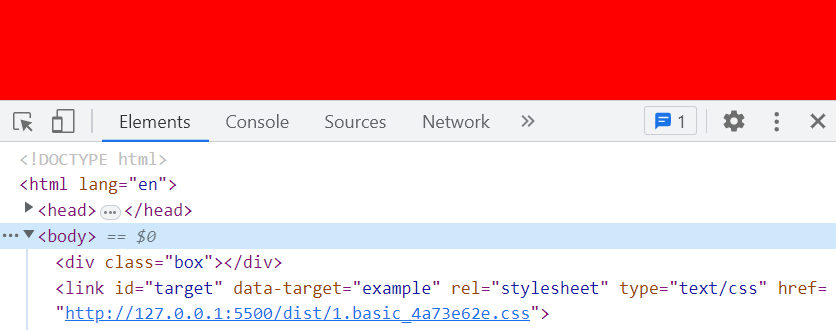 Elements Console Sources Network » 1
<!DOCTYPE html>
<html lang="en">
<head>…</head>
<body> == $0
<div class="box"></div>
<link id="target" data-target="example" rel="stylesheet" type="text/css" href=
"http://127.0.0.1:5500/dist/1.basic_4a73e62e.css">